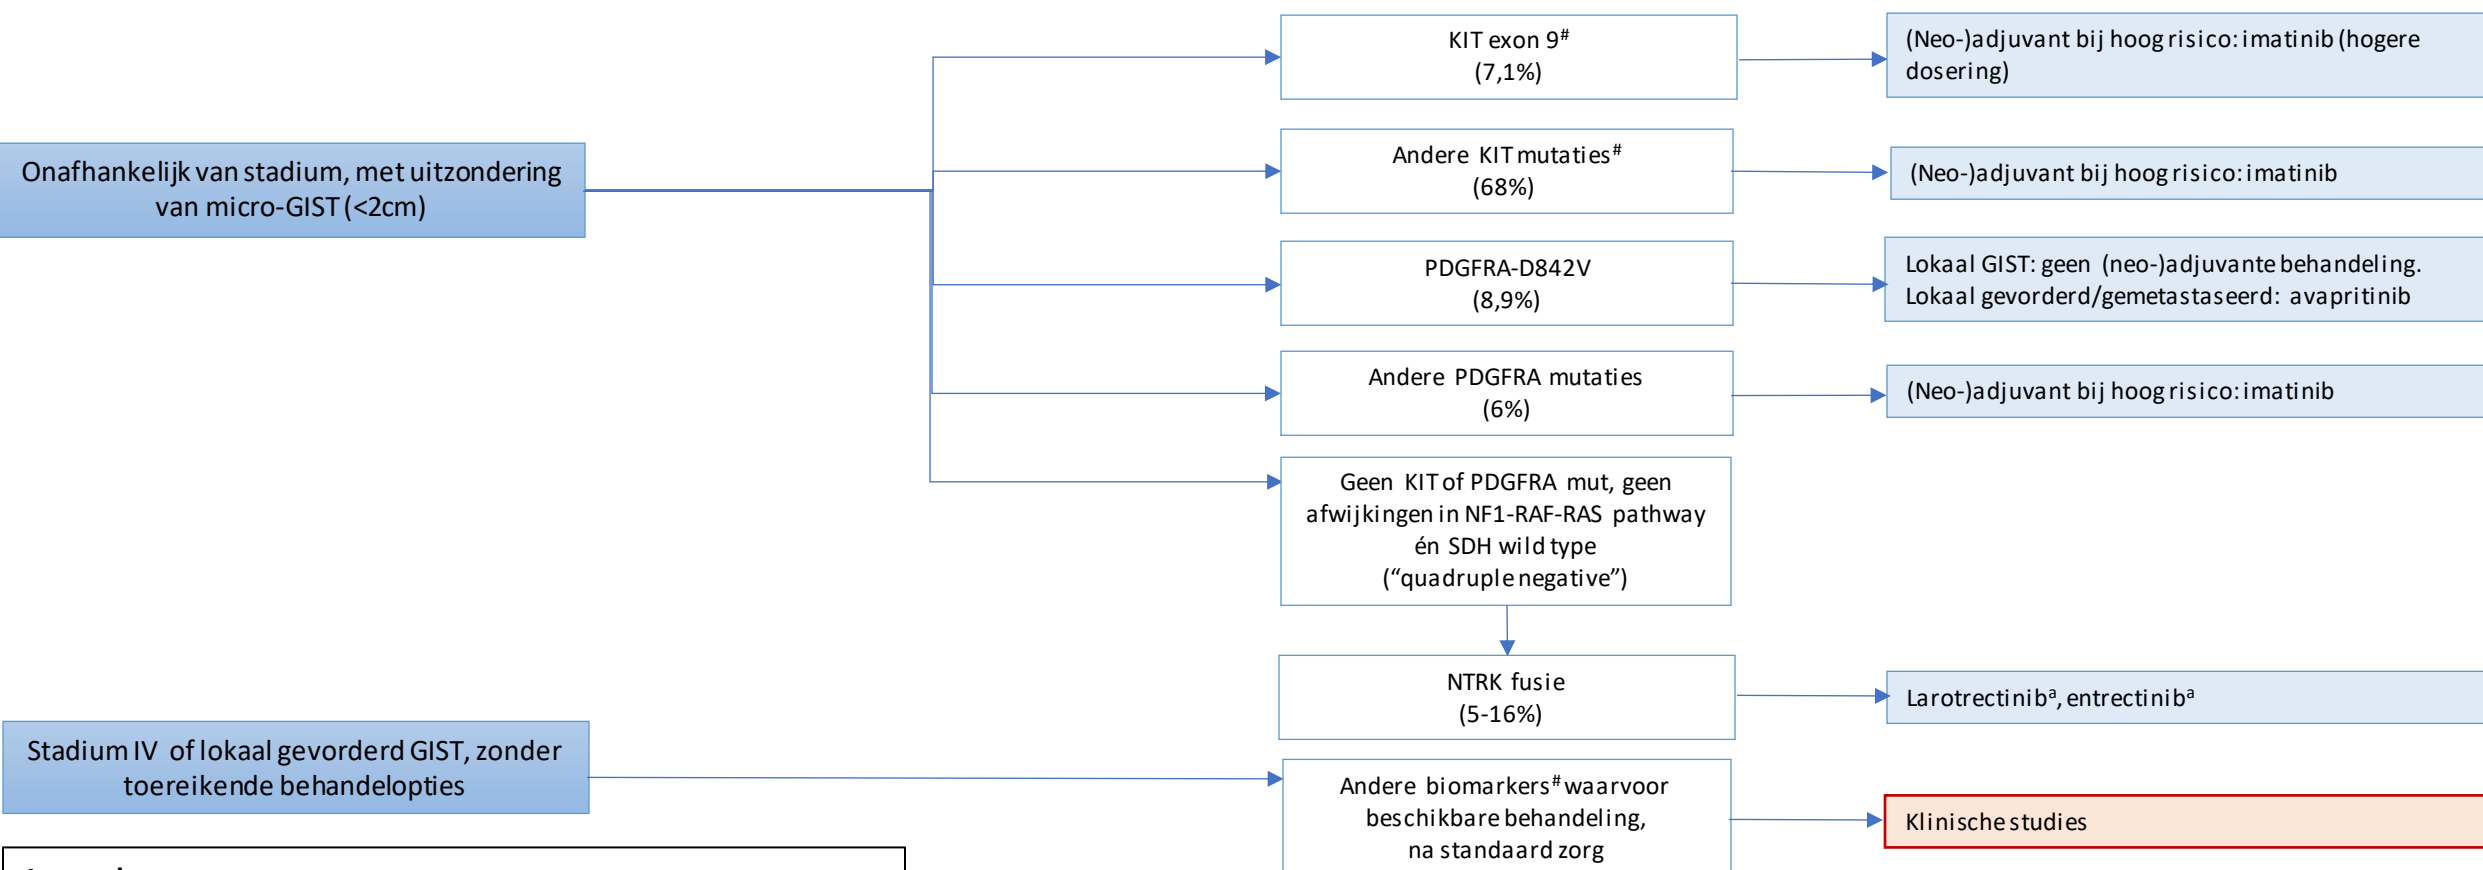 KIT exon 9#
(7,1%)
(Neo-)adjuvant bij hoog risico: imatinib (hogere
dosering)
Onafhankelijk van stadium, met uitzondering
van micro-GIST (<2cm)
Andere KIT mutaties#
(68%)
(Neo-)adjuvant bij hoog risico: imatinib
PDGFRA-D842V
(8,9%)
Lokaal GIST: geen (neo-)adjuvante behandeling.
Lokaal gevorderd/gemetastaseerd: avapritinib
Andere PDGFRA mutaties
(6%)
(Neo-)adjuvant bij hoog risico: imatinib
Geen KIT of PDGFRA mut, geen
afwijkingen in NF1-RAF-RAS pathway
én SDH wild type
(“quadruple negative”)
NTRK fusie
(5-16%)
Larotrectinibᵃ, entrectinibᵃ
Stadium IV of lokaal gevorderd GIST, zonder
toereikende behandelopties
Andere biomarkers# waarvoor
beschikbare behandeling,
na standaard zorg
Klinische studies